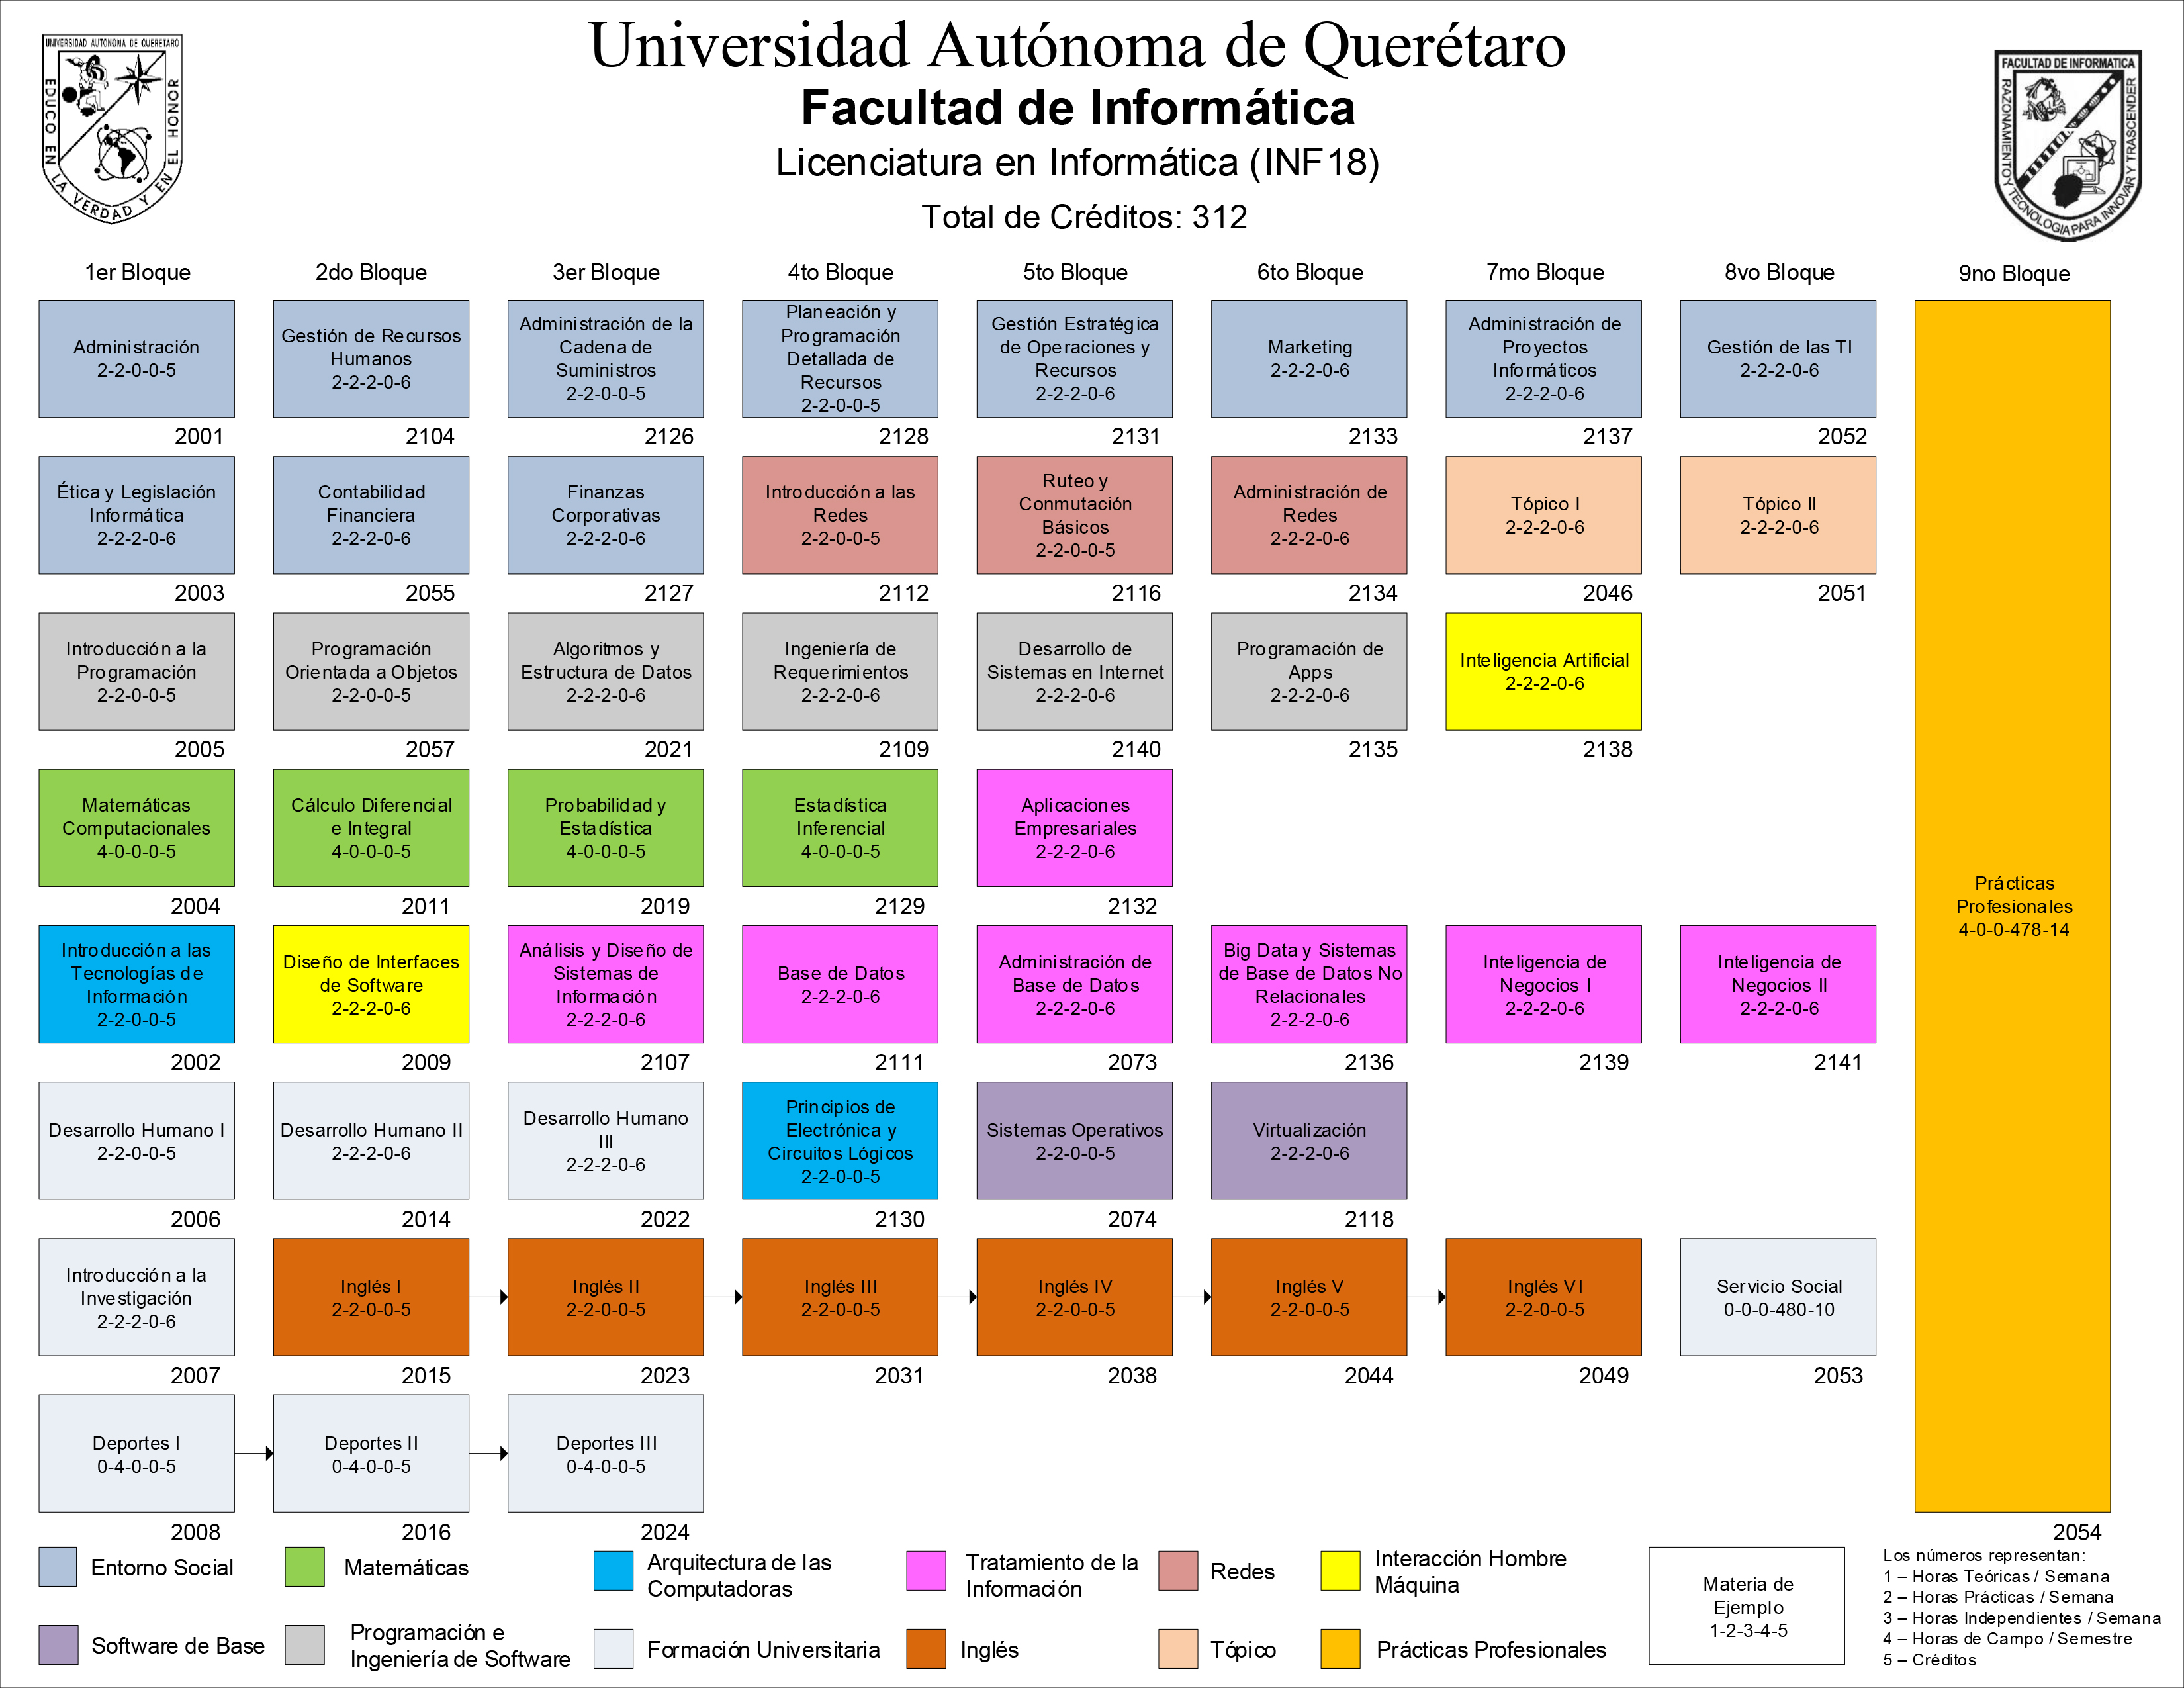 Universidad Autónoma de Querétaro
Facultad de Informática
Licenciatura en Informática (INF18)
Total de Créditos: 312
UNIVERSIDAD AUTONOMA DE QUERETARO
EDUCO EN LA VERDAD Y EN EL HONOR
FACULTAD DE INFORMATICA
RAZONAMIENTO Y TECNOLOGIA PARA INNOVAR Y TRASCENDER
1er Bloque
2do Bloque
3er Bloque
4to Bloque
5to Bloque
6to Bloque
7mo Bloque
8vo Bloque
9no Bloque
Administración
2-2-0-0-5
2001
Gestión de Recursos
Humanos
2-2-2-0-6
2104
Administración de la
Cadena de
Suministros
2-2-0-0-5
2126
Planeación y
Programación
Detallada de
Recursos
2-2-0-0-5
2128
Gestión Estratégica
de Operaciones y
Recursos
2-2-2-0-6
2131
Marketing
2-2-2-0-6
2133
Administración de
Proyectos
Informáticos
2-2-2-0-6
2137
Gestión de las TI
2-2-2-0-6
2052
Ética y Legislación
Informática
2-2-2-0-6
2003
Contabilidad
Financiera
2-2-2-0-6
2055
Finanzas
Corporativas
2-2-2-0-6
2127
Introducción a las
Redes
2-2-0-0-5
2112
Ruteo y
Conmutación
Básicos
2-2-0-0-5
2116
Administración de
Redes
2-2-2-0-6
2134
Tópico I
2-2-2-0-6
2046
Tópico II
2-2-2-0-6
2051
Introducción a la
Programación
2-2-0-0-5
2005
Programación
Orientada a Objetos
2-2-0-0-5
2057
Algoritmos y
Estructura de Datos
2-2-2-0-6
2021
Ingeniería de
Requerimientos
2-2-2-0-6
2109
Desarrollo de
Sistemas en Internet
2-2-2-0-6
2140
Programación de
Apps
2-2-2-0-6
2135
Inteligencia Artificial
2-2-2-0-6
2138
Matemáticas
Computacionales
4-0-0-0-5
2004
Cálculo Diferencial
e Integral
4-0-0-0-5
2011
Probabilidad y
Estadística
4-0-0-0-5
2019
Estadística
Inferencial
4-0-0-0-5
2129
Aplicaciones
Empresariales
2-2-2-0-6
2132
Introducción a las
Tecnologías de
Información
2-2-0-0-5
2002
Diseño de Interfaces
de Software
2-2-2-0-6
2009
Análisis y Diseño de
Sistemas de
Información
2-2-2-0-6
2107
Base de Datos
2-2-2-0-6
2111
Administración de
Base de Datos
2-2-2-0-6
2073
Big Data y Sistemas
de Base de Datos No
Relacionales
2-2-2-0-6
2136
Inteligencia de
Negocios I
2-2-2-0-6
2139
Inteligencia de
Negocios II
2-2-2-0-6
2141
Desarrollo Humano I
2-2-0-0-5
2006
Desarrollo Humano II
2-2-2-0-6
2014
Desarrollo Humano
III
2-2-2-0-6
2022
Principios de
Electrónica y
Circuitos Lógicos
2-2-0-0-5
2130
Sistemas Operativos
2-2-0-0-5
2074
Virtualización
2-2-2-0-6
2118
Introducción a la
Investigación
2-2-2-0-6
2007
Inglés I
2-2-0-0-5
2015
Inglés II
2-2-0-0-5
2023
Inglés III
2-2-0-0-5
2031
Inglés IV
2-2-0-0-5
2038
Inglés V
2-2-0-0-5
2044
Inglés VI
2-2-0-0-5
2049
Servicio Social
0-0-0-480-10
2053
Deportes I
0-4-0-0-5
2008
Deportes II
0-4-0-0-5
2016
Deportes III
0-4-0-0-5
2024
Prácticas
Profesionales
4-0-0-478-14
2054
Entorno Social
Matemáticas
Arquitectura de las
Computadoras
Tratamiento de la
Información
Redes
Interacción Hombre
Máquina
Software de Base
Programación e
Ingeniería de Software
Formación Universitaria
Inglés
Tópico
Prácticas Profesionales
Materia de
Ejemplo
1-2-3-4-5
Los números representan:
1 – Horas Teóricas / Semana
2 – Horas Prácticas / Semana
3 – Horas Independientes / Semana
4 – Horas de Campo / Semestre
5 – Créditos